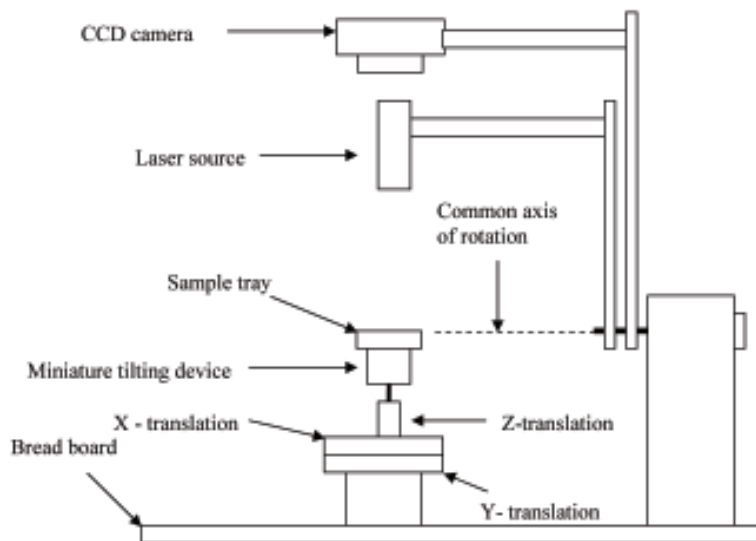 CCD camera
Laser source
Common axis
of rotation
Sample tray
Miniature tilting device
X - translation
Z-translation
Bread board
Y- translation